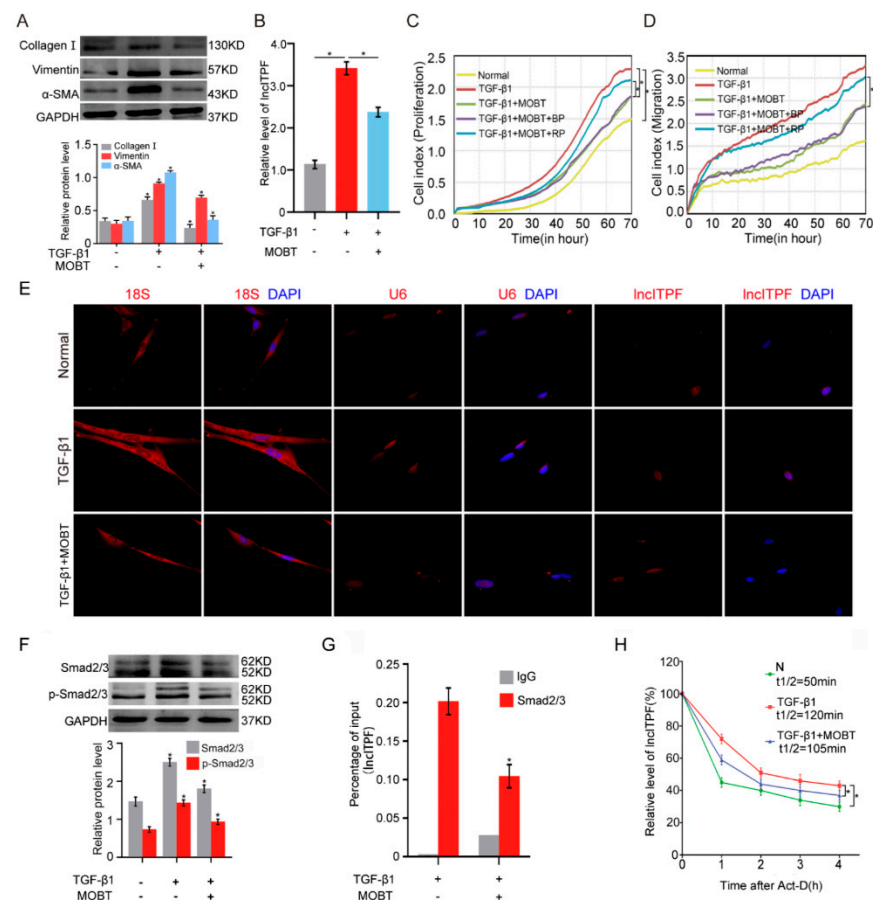 A
Collagen I
130KD
Vimentin
57KD
α-SMA
43KD
GAPDH
37KD
Relative protein level
1.5
1.0
0.5
0.0
Collagen I
Vimentin
α-SMA
* * * * * *
TGF-β1 - + +
MOBT - - +
B
Relative level of lncITPF
4.0
3.0
2.0
1.0
0.0
* *
TGF-β1 - + +
MOBT - - +
C
Cell index (Proliferation)
2.5
2.0
1.5
1.0
0.5
0.0
Normal
TGF-β1
TGF-β1+MOBT
TGF-β1+MOBT+BP
TGF-β1+MOBT+RP
* * *
0 10 20 30 40 50 60 70
Time(in hour)
D
Cell index (Migration)
3.5
3.0
2.5
2.0
1.5
1.0
0.5
0.0
Normal
TGF-β1
TGF-β1+MOBT
TGF-β1+MOBT+BP
TGF-β1+MOBT+RP
*
0 10 20 30 40 50 60 70
Time(in hour)
E
18S
18S DAPI
U6
U6 DAPI
lncITPF
lncITPF DAPI
Normal
TGF-β1
TGF-β1+MOBT
F
Smad2/3
62KD
52KD
p-Smad2/3
62KD
52KD
GAPDH
37KD
Relative protein level
3
2
1
0
Smad2/3
p-Smad2/3
* * * *
TGF-β1 - + +
MOBT - - +
G
Percentage of input
(lncITPF)
0.20
0.15
0.10
0.05
0.00
IgG
Smad2/3
*
TGF-β1 + +
MOBT - +
H
Relative level of lncITPF(%)
120
100
80
60
40
20
0
N
t1/2=50min
TGF-β1
t1/2=120min
TGF-β1+MOBT
t1/2=105min
* *
0 1 2 3 4
Time after Act-D(h)